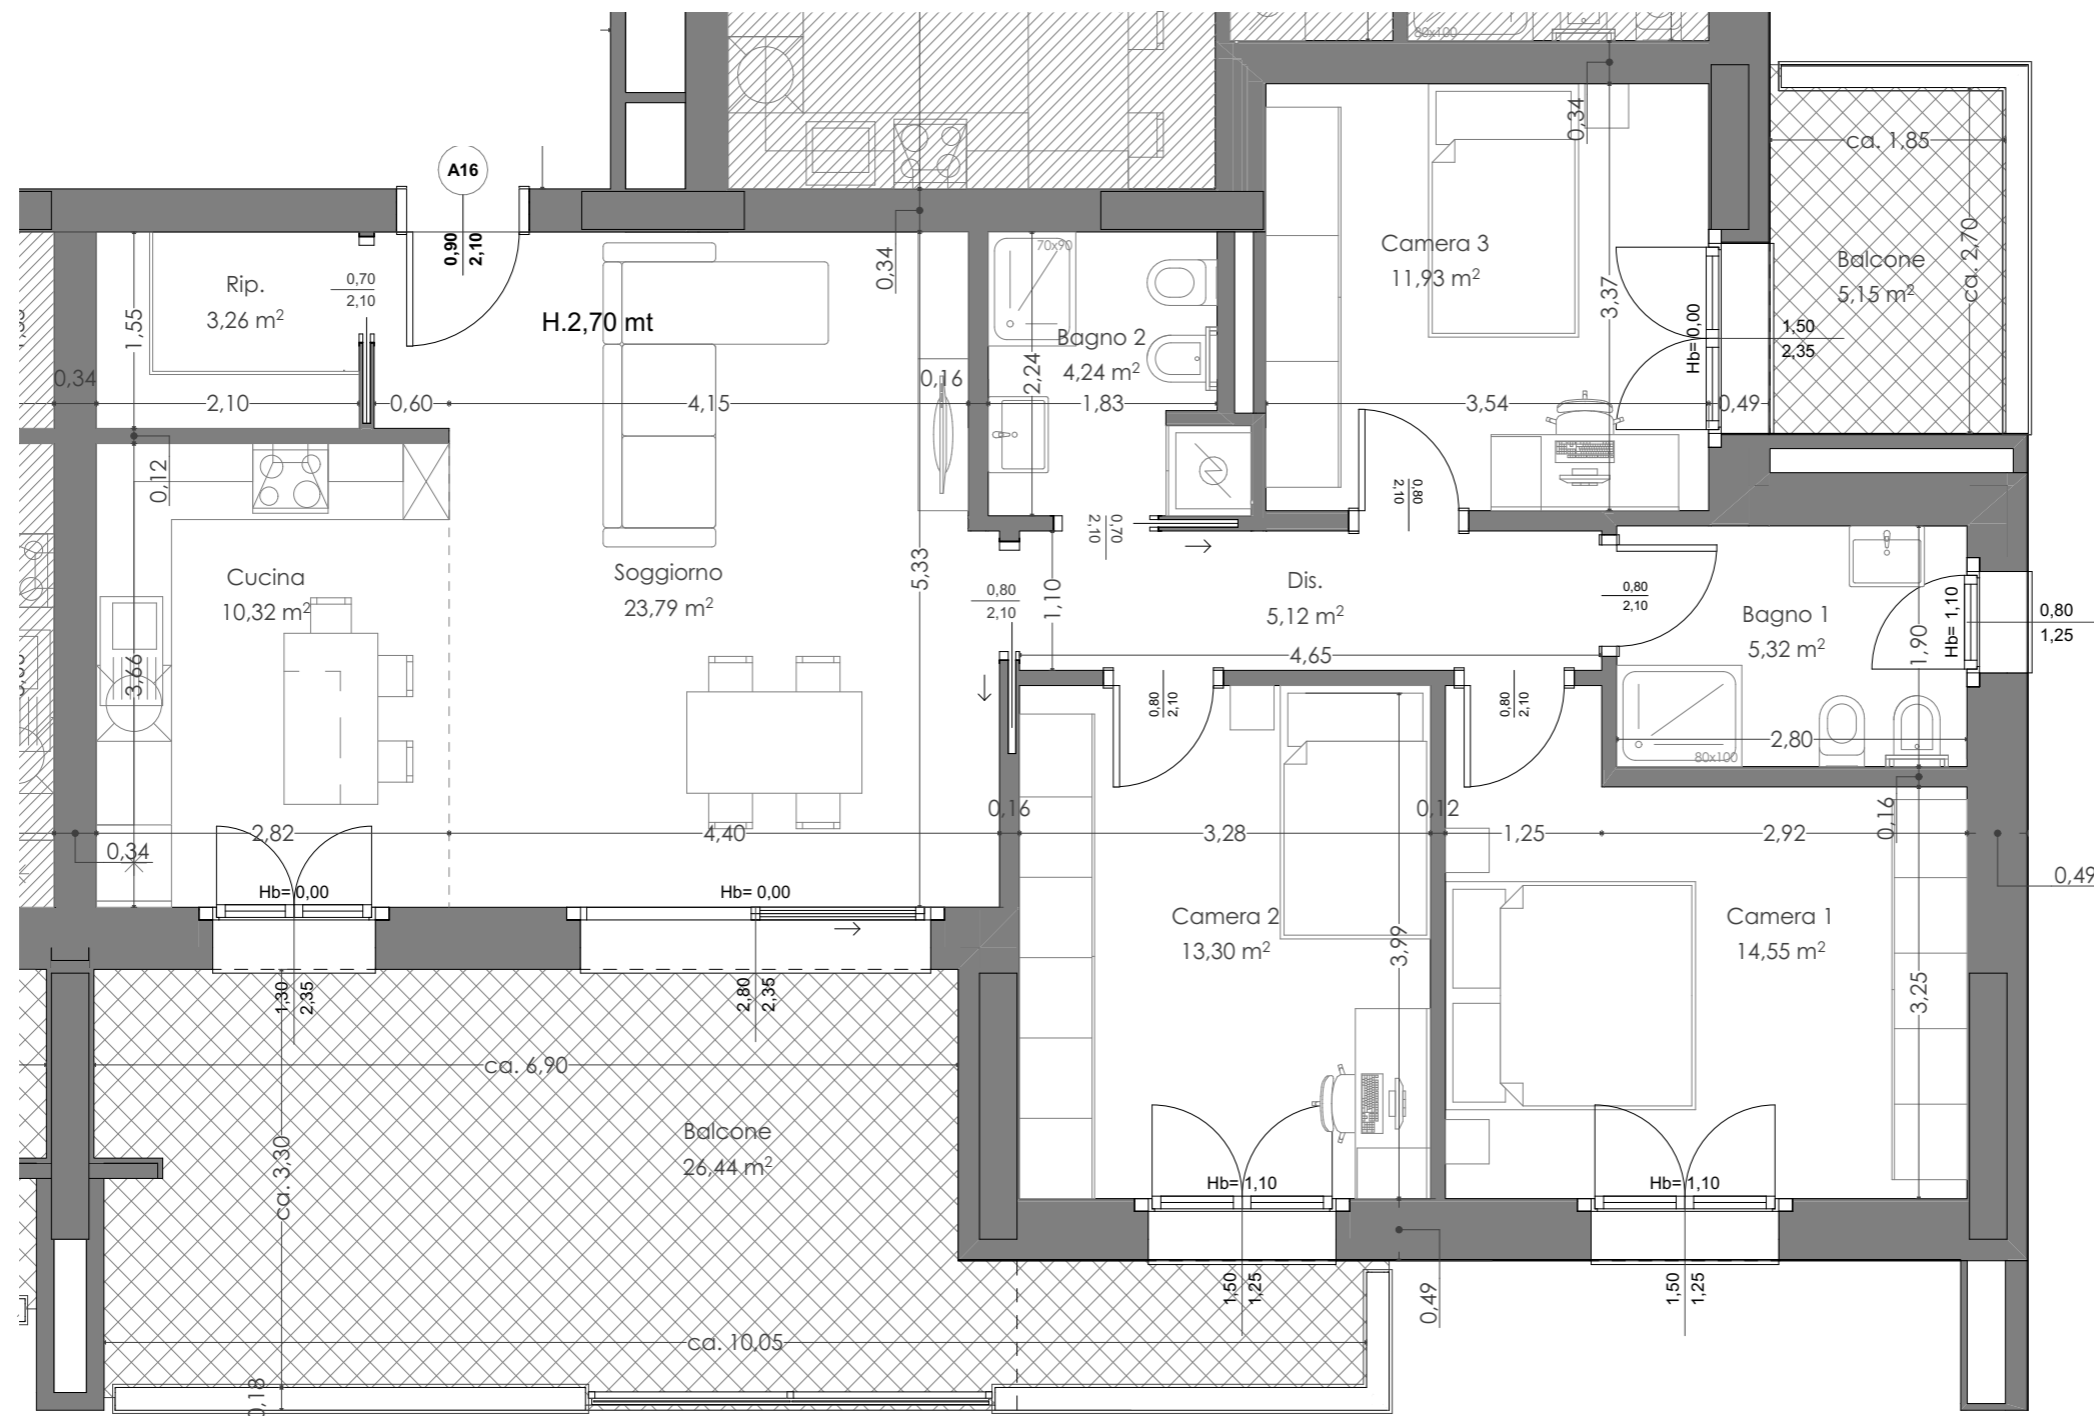 80x100
0,34
ca. 1,85
A16
0,90
2,10
0,34
70x90
Camera 3
11,93 m²
ca. 2,70
Balcone
5,15 m²
Rip.
3,26 m²
0,70
2,10
1,55
H.2,70 mt
Bagno 2
4,24 m²
2,24
3,37
Hb= 0,00
1,50
2,35
0,34
2,10
0,60
4,15
0,16
1,83
3,54
0,49
0,12
0,80
2,10
0,70
2,10
Cucina
10,32 m²
Soggiorno
23,79 m²
5,33
0,80
2,10
1,10
Dis.
5,12 m²
0,80
2,10
Bagno 1
5,32 m²
1,90
Hb= 1,10
0,80
1,25
3,66
4,65
0,80
2,10
0,80
2,10
2,80
80x100
0,34
2,82
4,40
0,16
3,28
0,12
1,25
2,92
0,16
0,49
Hb= 0,00
Hb= 0,00
Camera 2
13,30 m²
3,99
Camera 1
14,55 m²
3,25
1,30
2,35
2,80
2,35
ca. 6,90
Balcone
26,44 m²
ca. 3,30
Hb= 1,10
Hb= 1,10
1,50
1,25
0,49
1,50
1,25
ca. 10,05
0,18